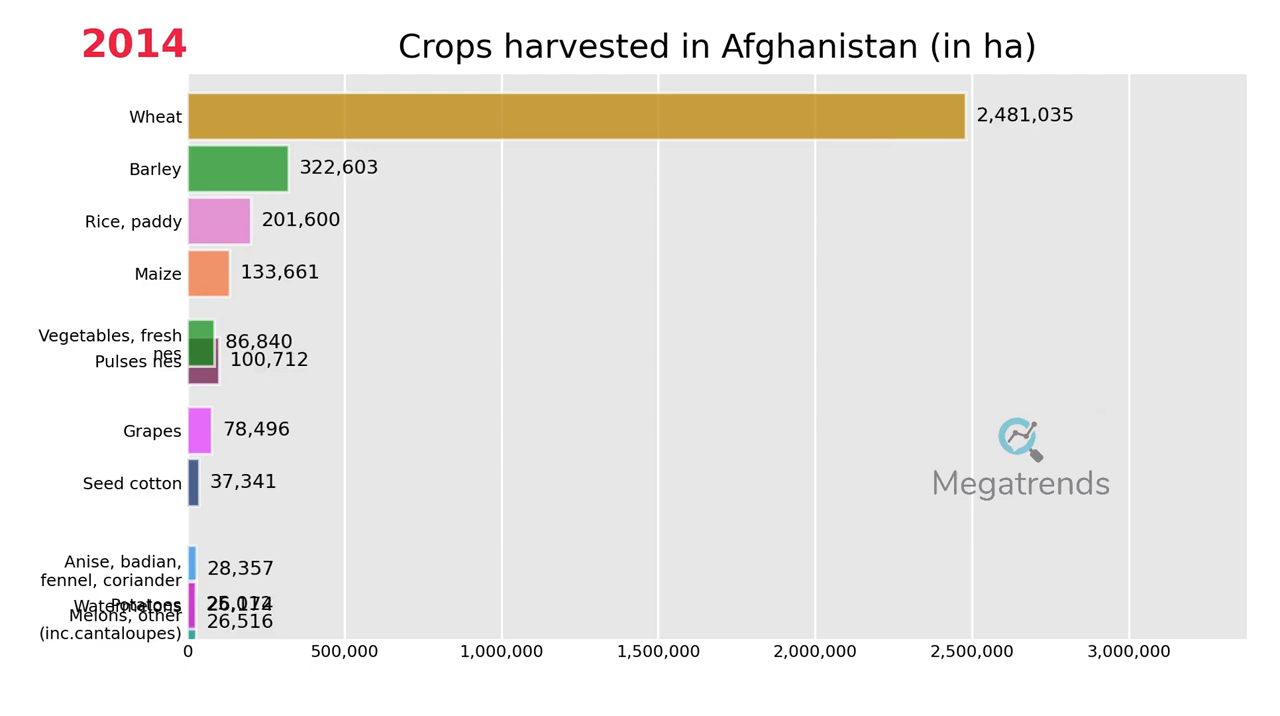 2014
Crops harvested in Afghanistan (in ha)
Wheat
2,481,035
Barley
322,603
Rice, paddy
201,600
Maize
133,661
Vegetables, fresh
nes
86,840
Pulses nes
100,712
Grapes
78,496
Seed cotton
37,341
Megatrends
Anise, badian,
fennel, coriander
28,357
Potatoes
Watermelons
Melons, other
(inc.cantaloupes)
26,516
0
500,000
1,000,000
1,500,000
2,000,000
2,500,000
3,000,000